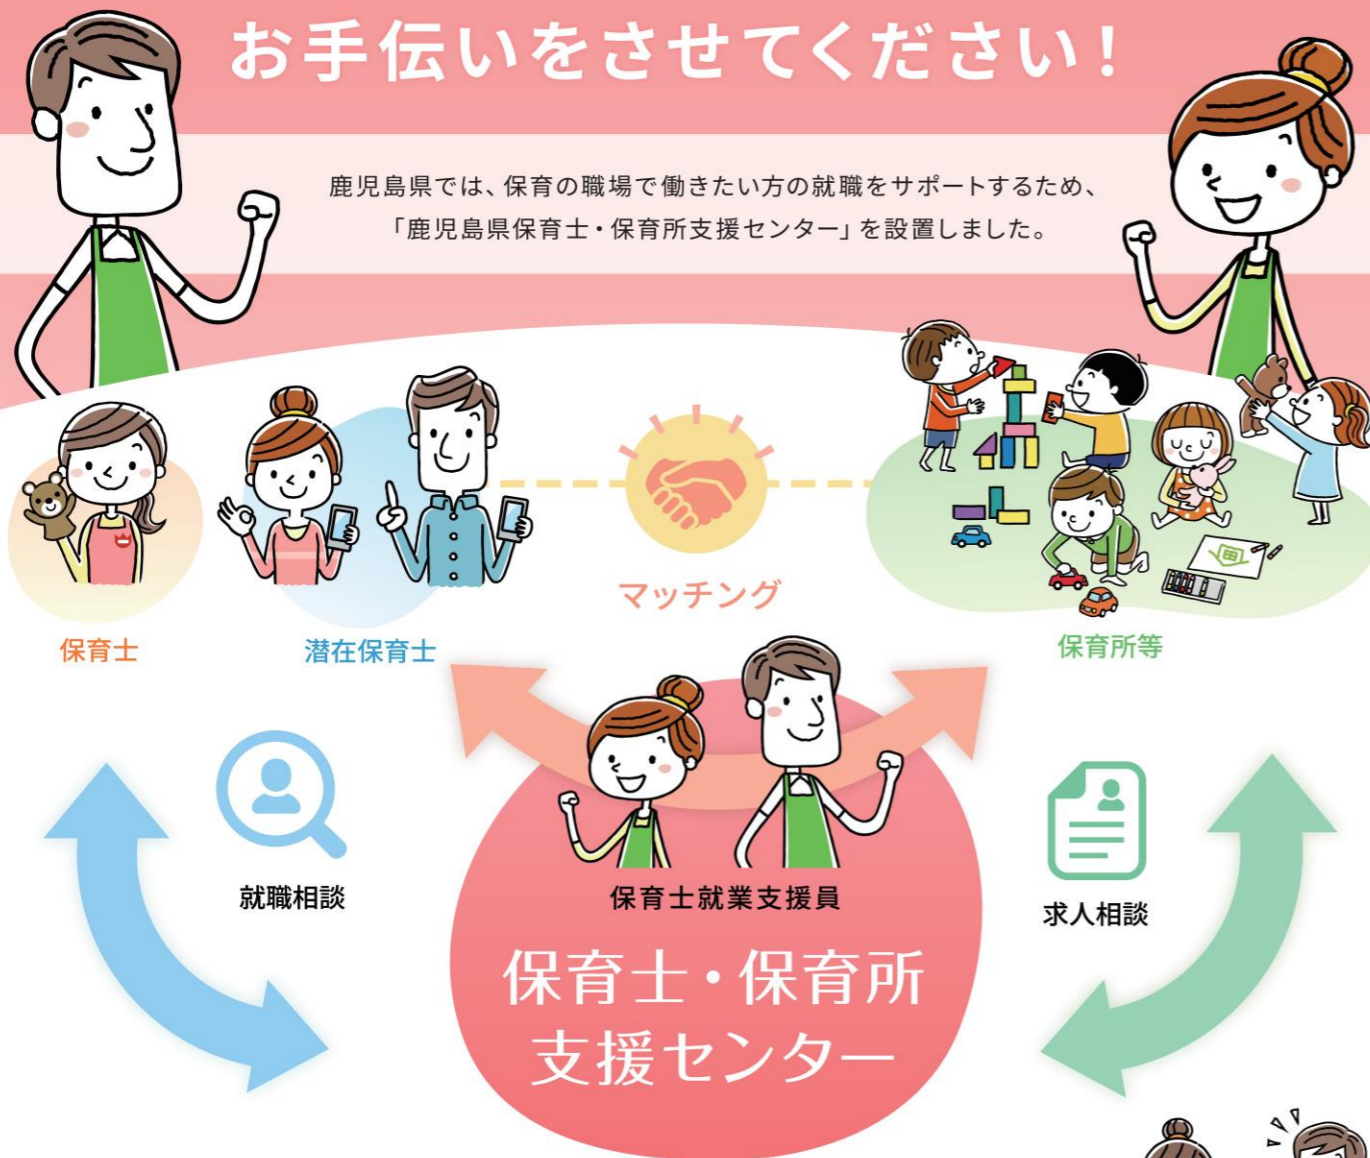 お手伝いをさせてください！
鹿児島県では、保育の職場で働きたい方の就職をサポートするため、
「鹿児島県保育士・保育所支援センター」を設置しました。
マッチング
保育士
潜在保育士
保育所等
就職相談
保育士就業支援員
求人相談
保育士・保育所
支援センター